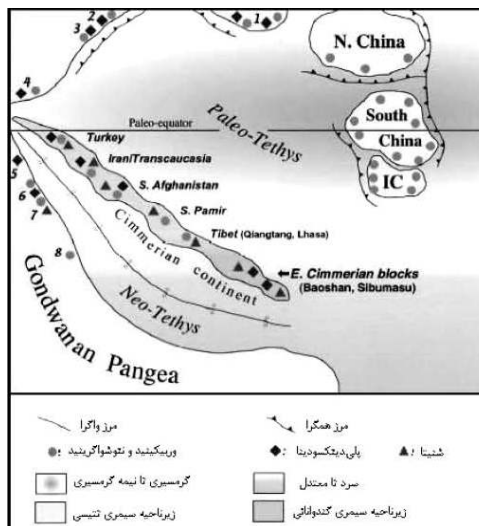 2
3
1
4
N. China
South
China
IC
Paleo-equator
Paleo-Tethys
Turkey
Iran/Transcaucasia
S. Afghanistan
S. Pamir
Tibet (Qiangtang, Lhasa)
E. Cimmerian blocks
(Baoshan, Sibumasu)
Cimmerian continent
Neo-Tethys
Gondwanan Pangea
5
6
7
8
مرز همگرا
مرز واگرا
شنیتا :
پلی‌دیئکسودینا :
وربیکینید و نئوشواگرینید :
سرد تا معتدل
گرمسیری تا نیمه گرمسیری
زیرناحیه سیمری گندوانائی
زیرناحیه سیمری تتیسی